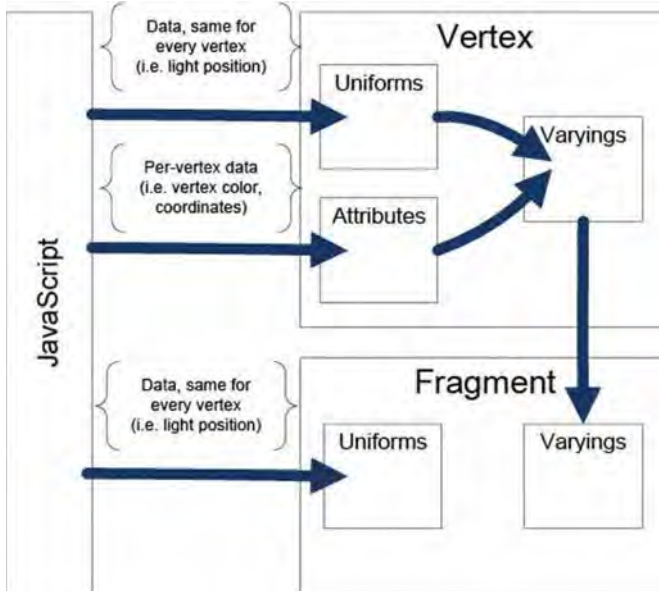 JavaScript
Data, same for
every vertex
(i.e. light position)
Vertex
Uniforms
Varyings
Per-vertex data
(i.e. vertex color,
coordinates)
Attributes
Data, same for
every vertex
(i.e. light position)
Fragment
Uniforms
Varyings